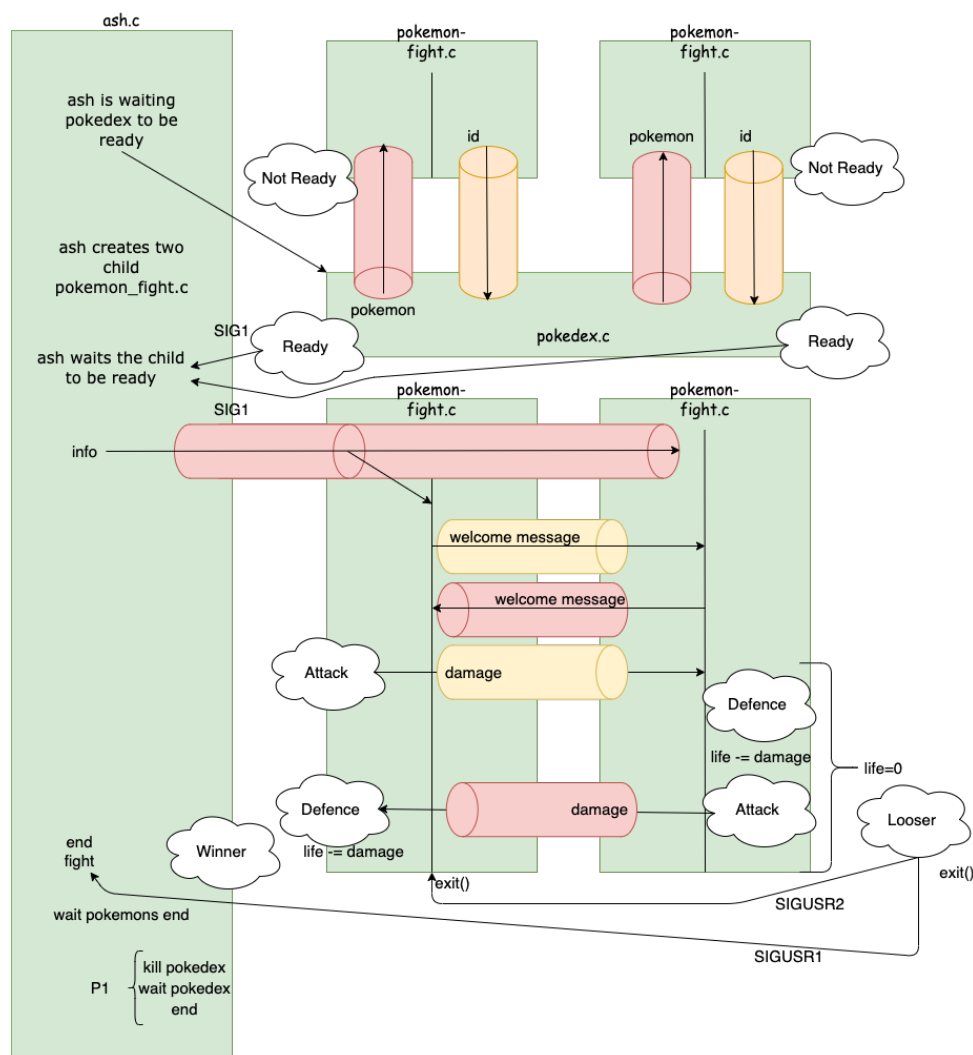 ash.c
pokemon-
fight.c
pokemon-
fight.c
ash is waiting
pokedex to be
ready
id
pokemon
id
Not Ready
Not Ready
ash creates two
child
pokemon_fight.c
pokemon
pokedex.c
SIG1
Ready
Ready
ash waits the child
to be ready
pokemon-
fight.c
pokemon-
fight.c
SIG1
info
welcome message
welcome message
Attack
damage
Defence
life -= damage
life=0
Defence
damage
Attack
Looser
life -= damage
Winner
end
fight
exit()
exit()
SIGUSR2
wait pokemons end
SIGUSR1
P1
kill pokedex
wait pokedex
end